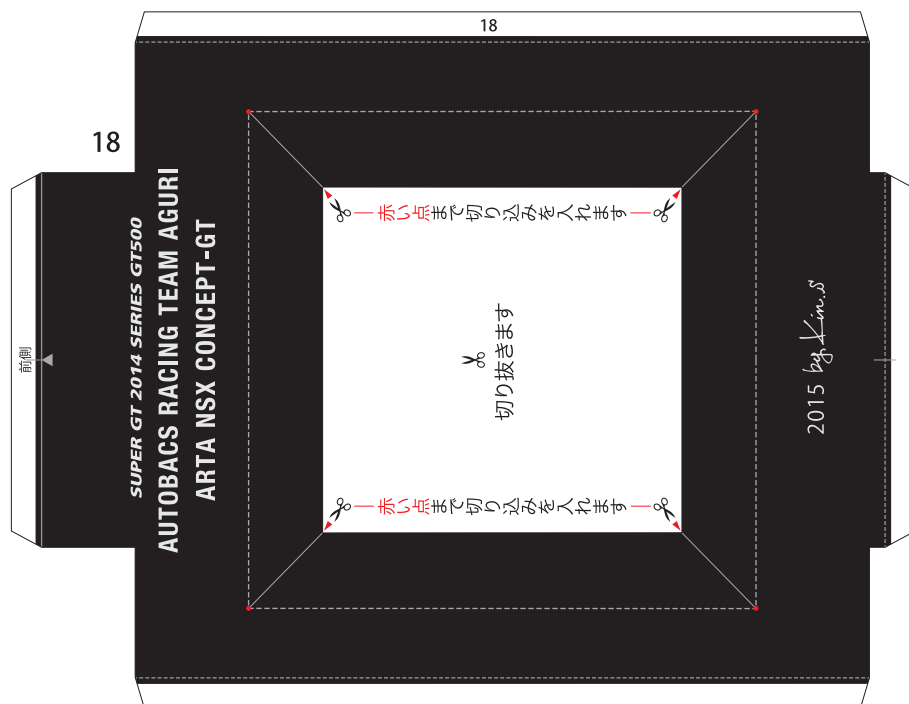 18
18
前側
SUPER GT 2014 SERIES GT500
AUTOBACS RACING TEAM AGURI
ARTA NSX CONCEPT-GT
赤い点まで切り込みを入れます
切り抜きます
赤い点まで切り込みを入れます
2015 by Kin.S